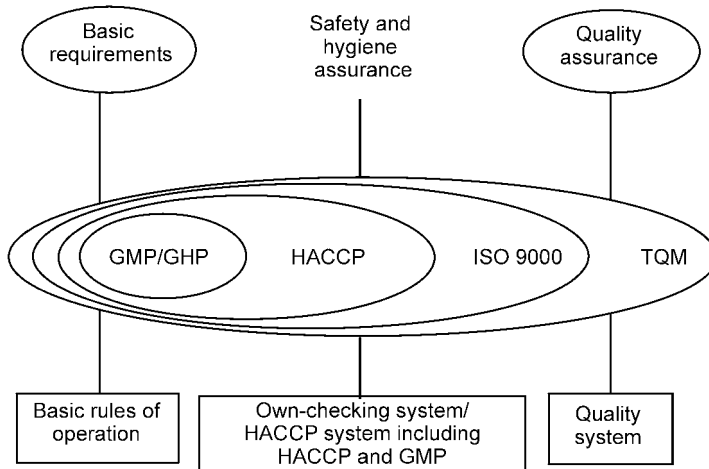 Basic
requirements
Safety and
hygiene
assurance
Quality
assurance
GMP/GHP
HACCP
ISO 9000
TQM
Basic rules of
operation
Own-checking system/
HACCP system including
HACCP and GMP
Quality
system